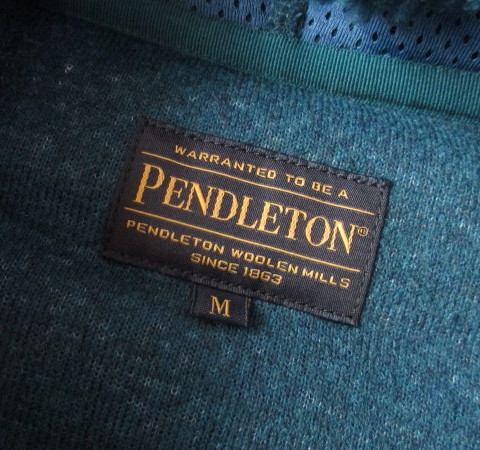 WARRANTED TO BE A
PENDLETON®
PENDLETON WOOLEN MILLS
SINCE 1863
M